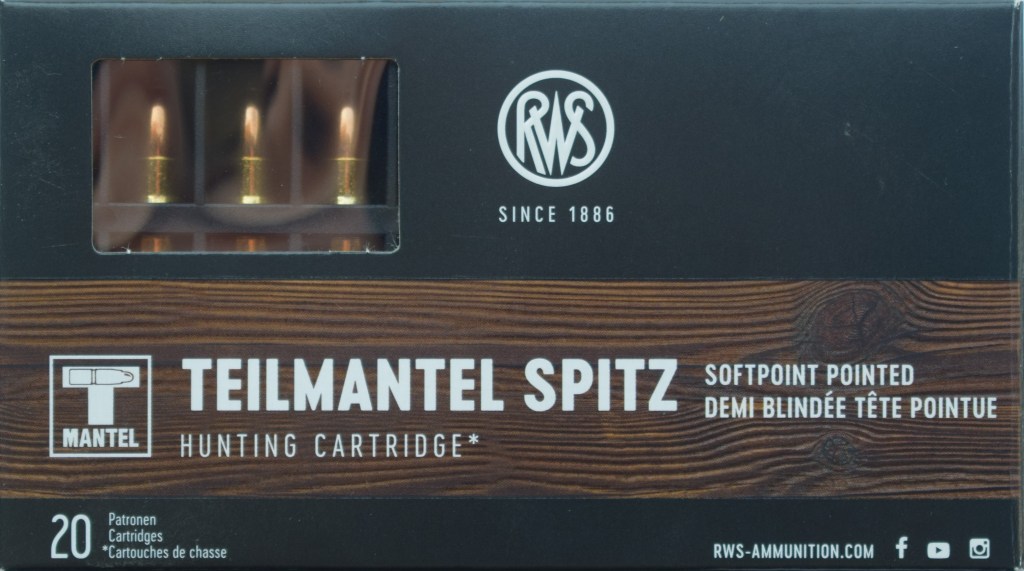 RWS
SINCE 1886
T
MANTEL
TEILMANTEL SPITZ
HUNTING CARTRIDGE*
SOFTPOINT POINTED
DEMI BLINDÉE TÊTE POINTUE
20
Patronen
Cartridges
*Cartouches de chasse
RWS-AMMUNITION.COM